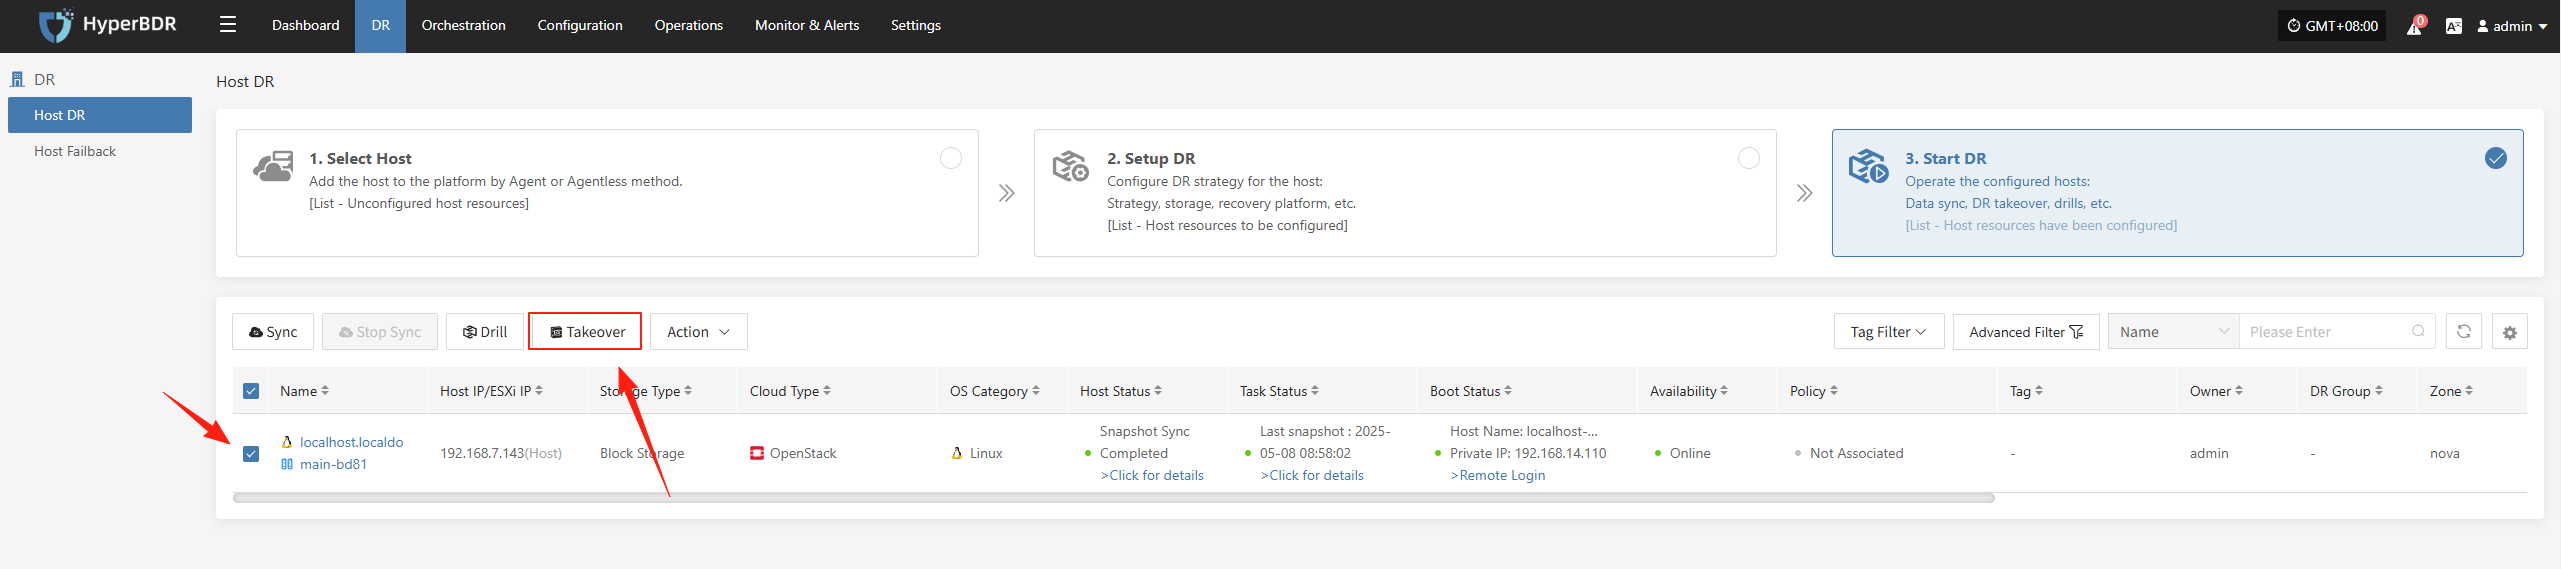 HyperBDR
Dashboard
DR
Orchestration
Configuration
Operations
Monitor & Alerts
Settings
GMT+08:00
0
admin
DR
Host DR
Host Failback
Host DR
1. Select Host
Add the host to the platform by Agent or Agentless method.
[List - Unconfigured host resources]
2. Setup DR
Configure DR strategy for the host:
Strategy, storage, recovery platform, etc.
[List - Host resources to be configured]
3. Start DR
Operate the configured hosts:
Data sync, DR takeover, drills, etc.
[List - Host resources have been configured]
Sync
Stop Sync
Drill
Takeover
Action
Tag Filter
Advanced Filter
Name
Please Enter
Name
Host IP/ESXi IP
Storage Type
Cloud Type
OS Category
Host Status
Task Status
Boot Status
Availability
Policy
Tag
Owner
DR Group
Zone
localhost.localdo
main-bd81
192.168.7.143(Host)
Block Storage
OpenStack
Linux
Snapshot Sync
Completed
>Click for details
Last snapshot : 2025-
05-08 08:58:02
>Click for details
Host Name: localhost-...
Private IP: 192.168.14.110
>Remote Login
Online
Not Associated
-
admin
-
nova